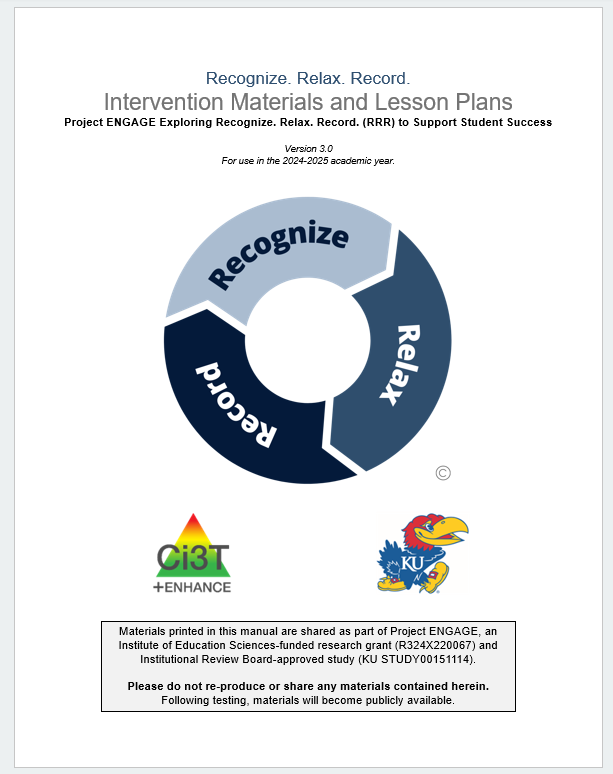 Recognize. Relax. Record.
Intervention Materials and Lesson Plans
Project ENGAGE Exploring Recognize. Relax. Record. (RRR) to Support Student Success
Version 3.0
For use in the 2024-2025 academic year.
Recognize
Relax
Record
©
Ci3T
+ENHANCE
KU
Materials printed in this manual are shared as part of Project ENGAGE, an
Institute of Education Sciences-funded research grant (R324X220067) and
Institutional Review Board-approved study (KU STUDY00151114).
Please do not re-produce or share any materials contained herein.
Following testing, materials will become publicly available.